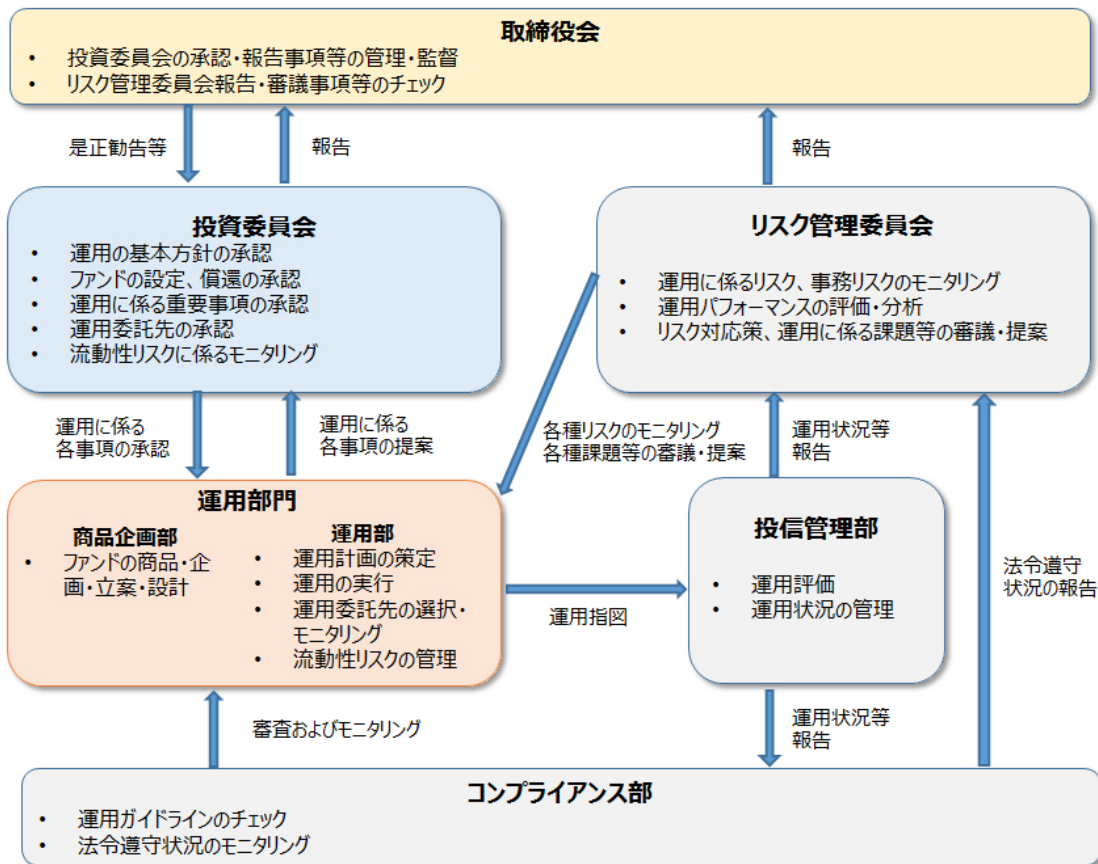 取締役会
• 投資委員会の承認・報告事項等の管理・監督
• リスク管理委員会報告・審議事項等のチェック
是正勧告等
報告
報告
投資委員会
• 運用の基本方針の承認
• ファンドの設定、償還の承認
• 運用に係る重要事項の承認
• 運用委託先の承認
• 流動性リスクに係るモニタリング
リスク管理委員会
• 運用に係るリスク、事務リスクのモニタリング
• 運用パフォーマンスの評価・分析
• リスク対応策、運用に係る課題等の審議・提案
運用に係る
各事項の承認
運用に係る
各事項の提案
各種リスクのモニタリング
各種課題等の審議・提案
運用状況等
報告
法令遵守
状況の報告
運用部門
商品企画部
• ファンドの商品・企
画・立案・設計
運用部
• 運用計画の策定
• 運用の実行
• 運用委託先の選択・
モニタリング
• 流動性リスクの管理
運用指図
投信管理部
• 運用評価
• 運用状況の管理
審査およびモニタリング
運用状況等
報告
コンプライアンス部
• 運用ガイドラインのチェック
• 法令遵守状況のモニタリング